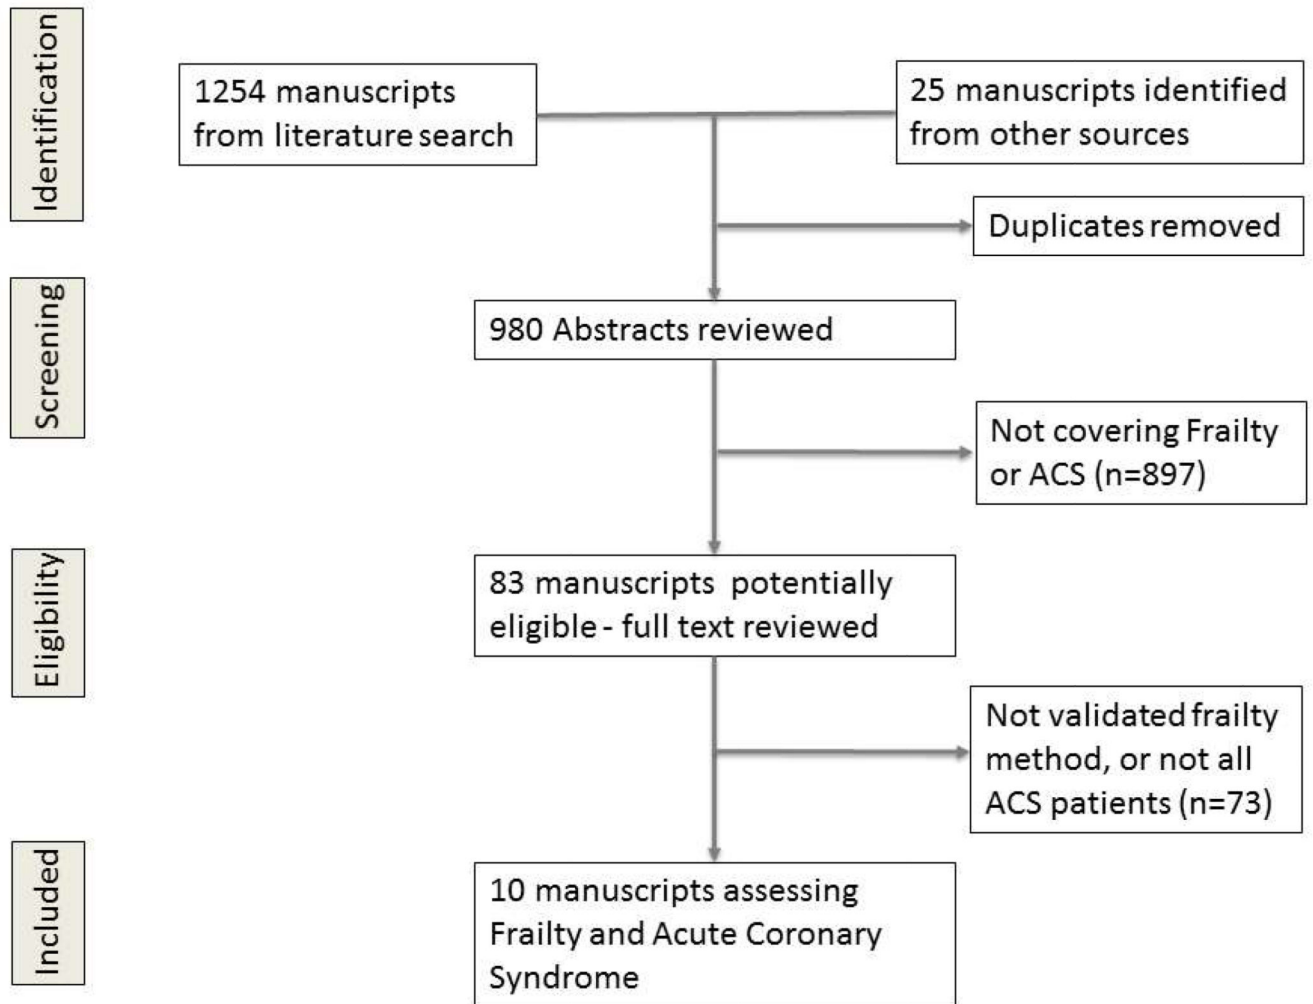 Identification
1254 manuscripts
from literature search
25 manuscripts identified
from other sources
Duplicates removed
Screening
980 Abstracts reviewed
Not covering Frailty
or ACS (n=897)
Eligibility
83 manuscripts potentially
eligible - full text reviewed
Not validated frailty
method, or not all
ACS patients (n=73)
Included
10 manuscripts assessing
Frailty and Acute Coronary
Syndrome